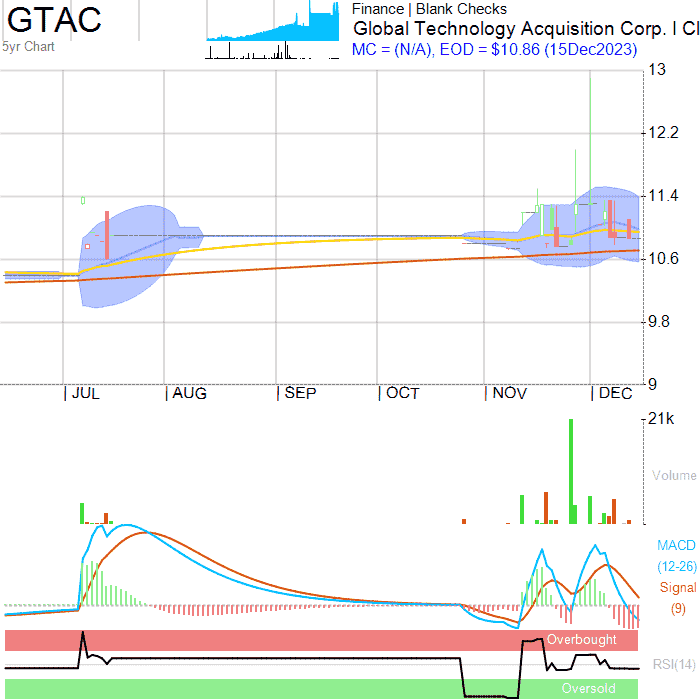 GTAC
5yr Chart
Finance | Blank Checks
Global Technology Acquisition Corp. I Cl
MC = (N/A), EOD = $10.86 (15Dec2023)
13
12.2
11.4
10.6
9.8
9
JUL AUG SEP OCT NOV DEC
21k
Volume
MACD
(12-26)
Signal
(9)
Overbought
RSI(14)
Oversold